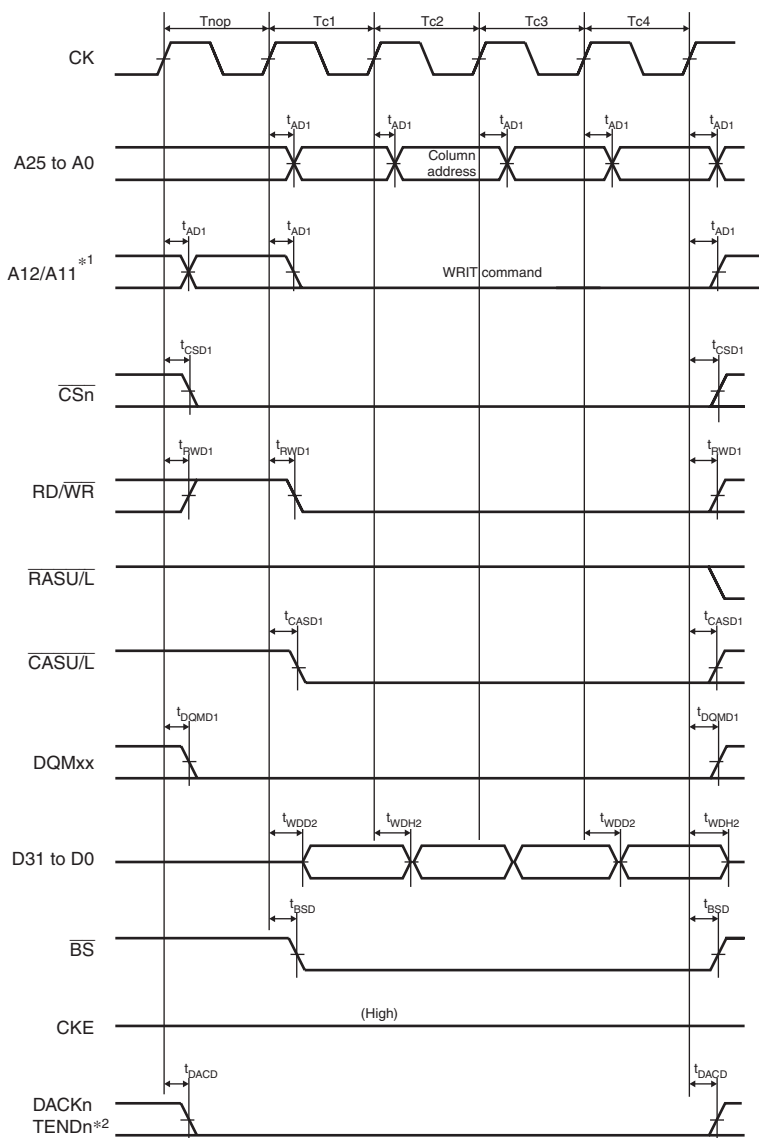 Tnop Tc1 Tc2 Tc3 Tc4
CK
tAD1 tAD1 tAD1 tAD1 tAD1
A25 to A0
Column
address
tAD1 tAD1 tAD1
A12/A11 *1
WRIT command
tCSD1 tCSD1
CSn
tRWD1 tRWD1 tRWD1
RD/WR
RASU/L
tCASD1 tCASD1
CASU/L
tDQMD1 tDQMD1
DQMxx
tWDD2 tWDH2 tWDD2 tWDH2
D31 to D0
tBSD tBSD
BS
(High)
CKE
tDACD tDACD
DACKn
TENDn*2